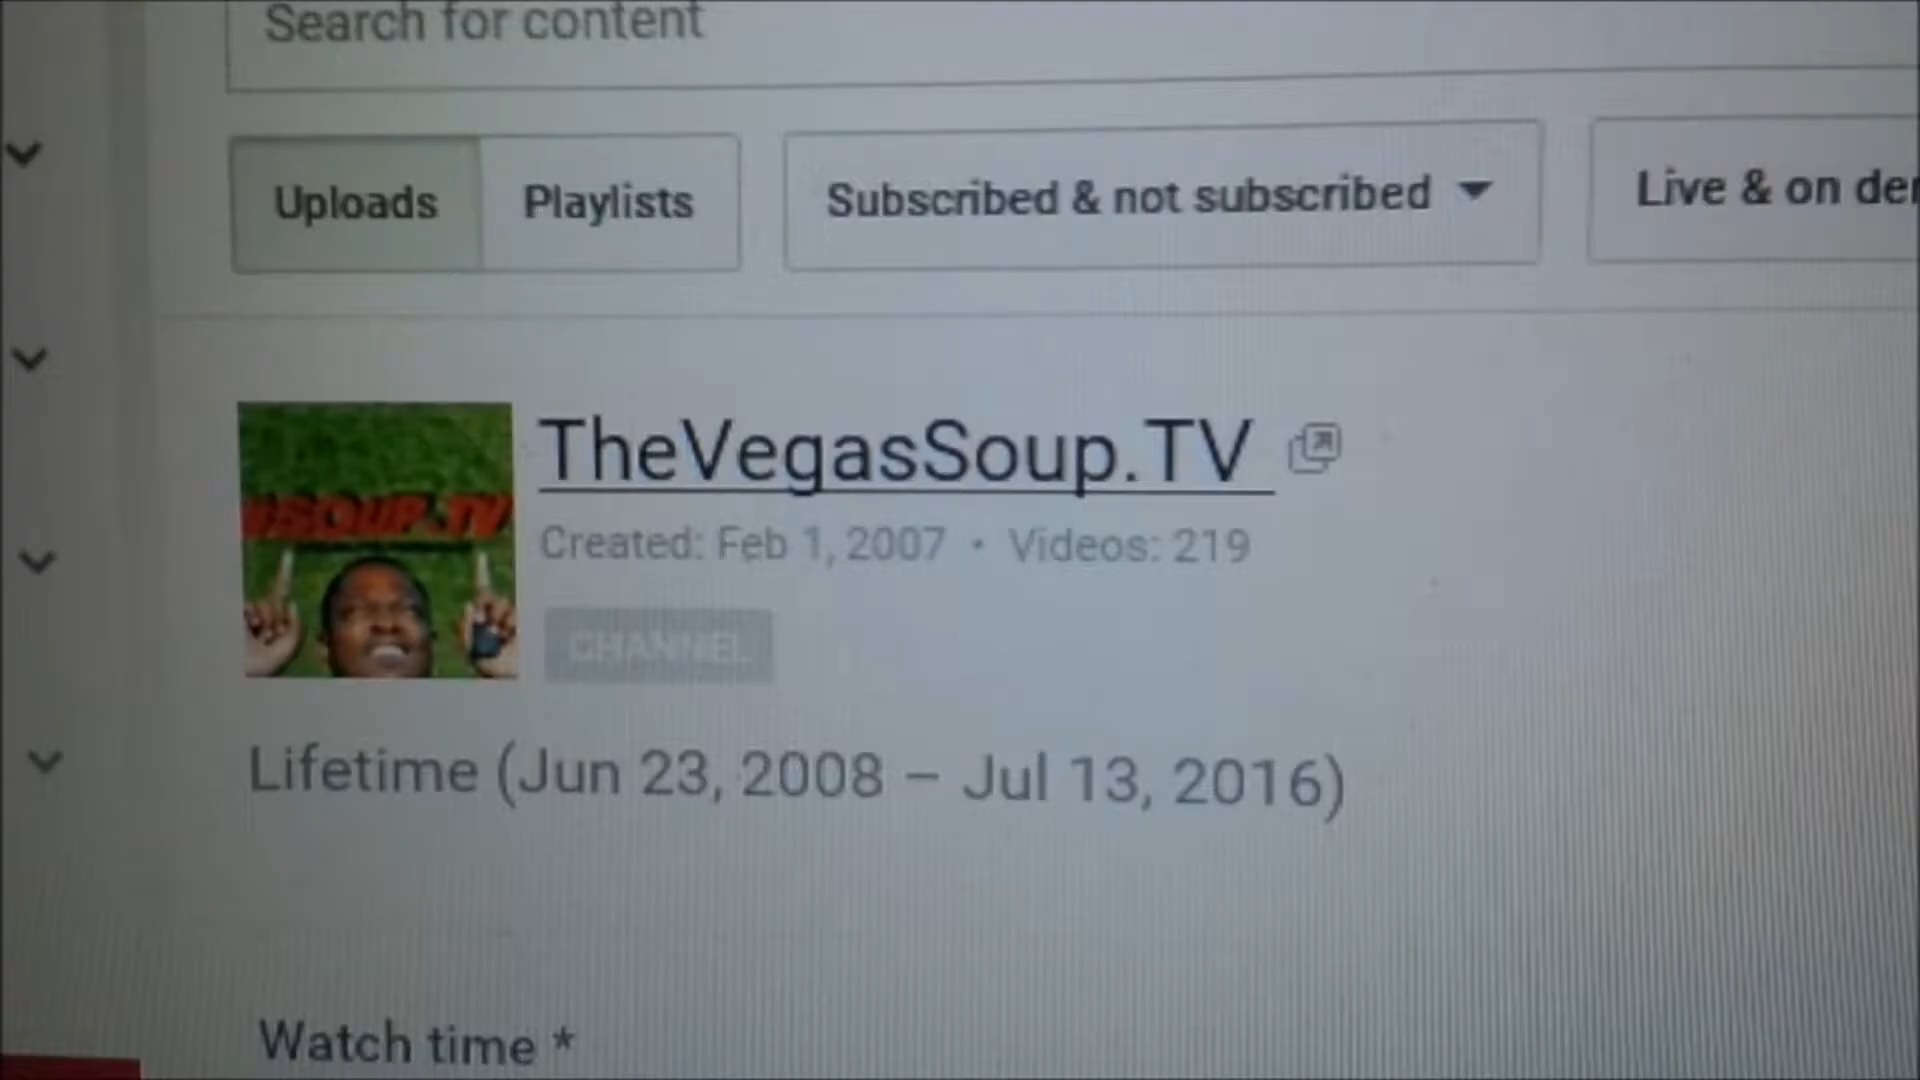 Search for content
Uploads Playlists Subscribed & not subscribed Live & on
TheVegasSoup.TV
SOUP.TV
Created: Feb 1, 2007 • Videos: 219
CHANNEL
Lifetime (Jun 23, 2008 – Jul 13, 2016)
Watch time *